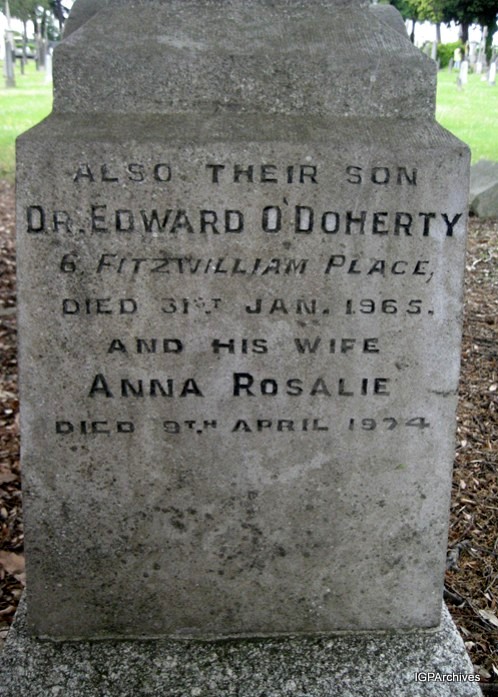 ALSO THEIR SON
DR. EDWARD O'DOHERTY
6 FITZWILLIAM PLACE,
DIED 31ST JAN. 1965.
AND HIS WIFE
ANNA ROSALIE
DIED 9TH APRIL 1974
IGPArchives